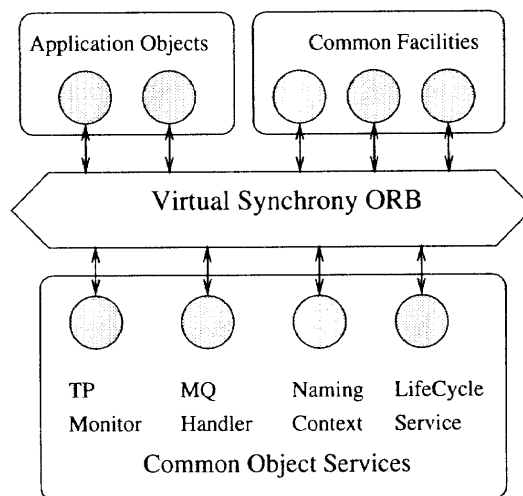 Application Objects
Common Facilities
Virtual Synchrony ORB
TP Monitor
MQ Handler
Naming Context
LifeCycle Service
Common Object Services